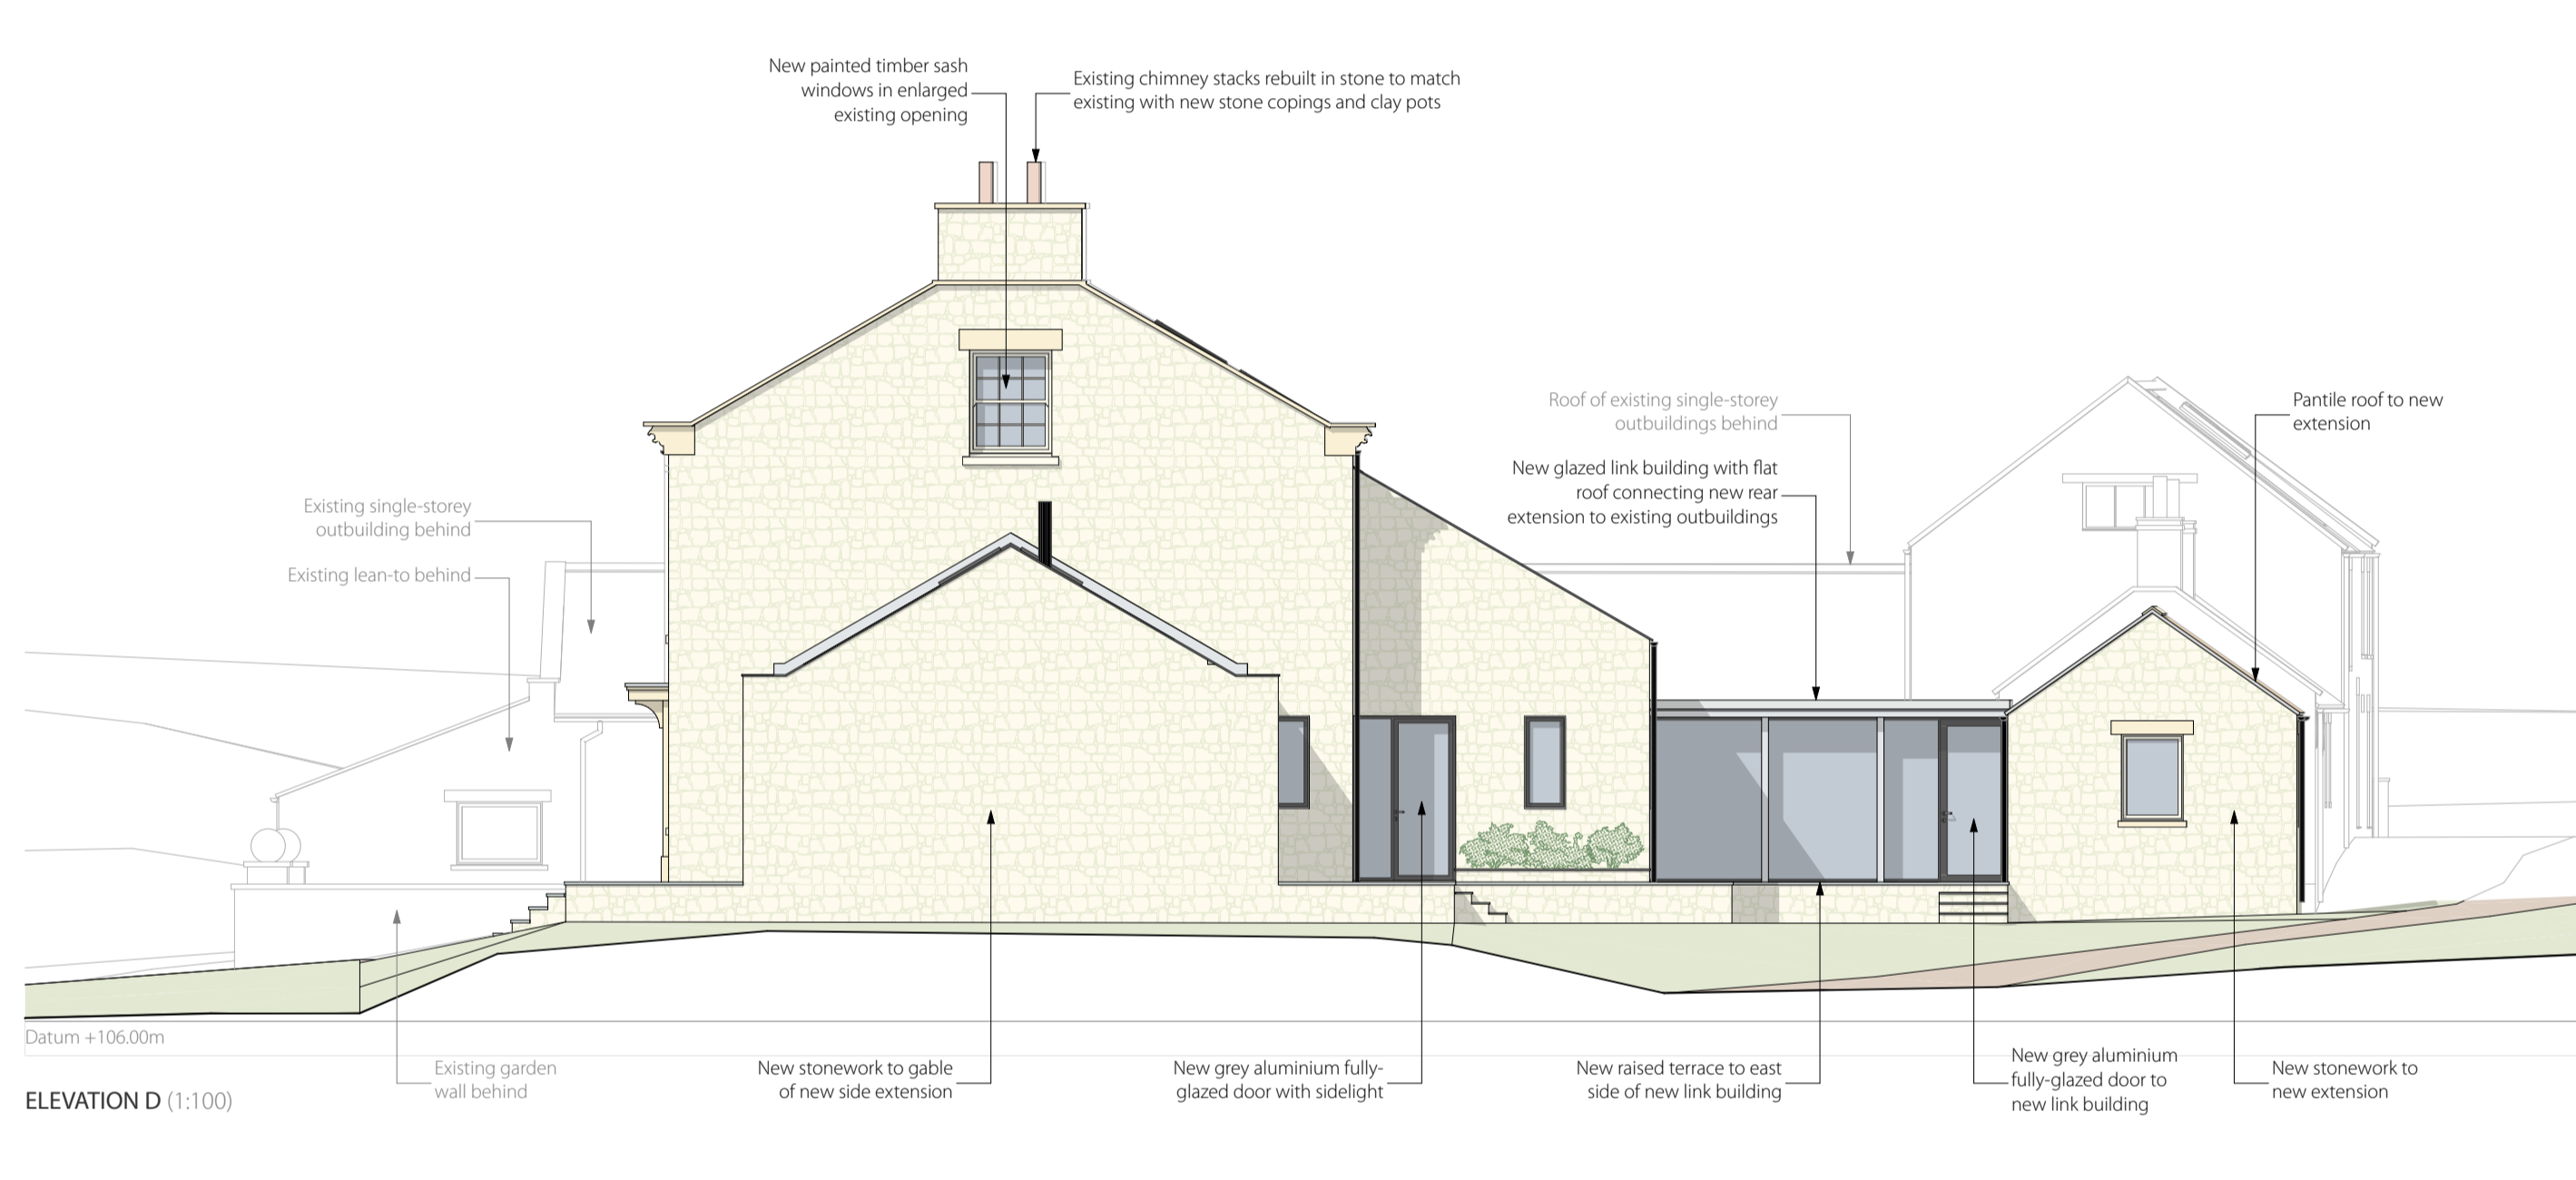 New painted timber sash
windows in enlarged
existing opening
Existing chimney stacks rebuilt in stone to match
existing with new stone copings and clay pots
Roof of existing single-storey
outbuildings behind
Pantile roof to new
extension
New glazed link building with flat
roof connecting new rear
extension to existing outbuildings
Existing single-storey
outbuilding behind
Existing lean-to behind
Datum +106.00m
Existing garden
wall behind
New stonework to gable
of new side extension
New grey aluminium fully-
glazed door with sidelight
New raised terrace to east
side of new link building
New grey aluminium
fully-glazed door to
new link building
New stonework to
new extension
ELEVATION D (1:100)